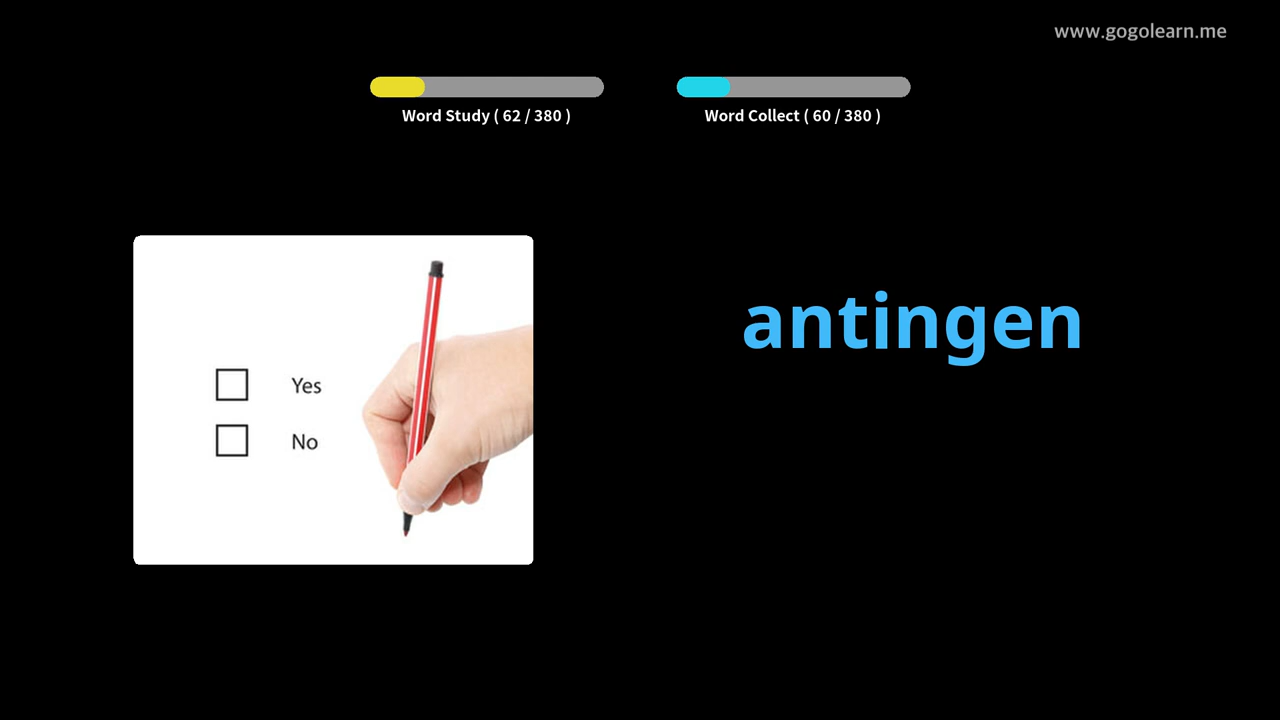 www.gogolearn.me
Word Study ( 62 / 380 )
Word Collect ( 60 / 380 )
antingen
Yes
No